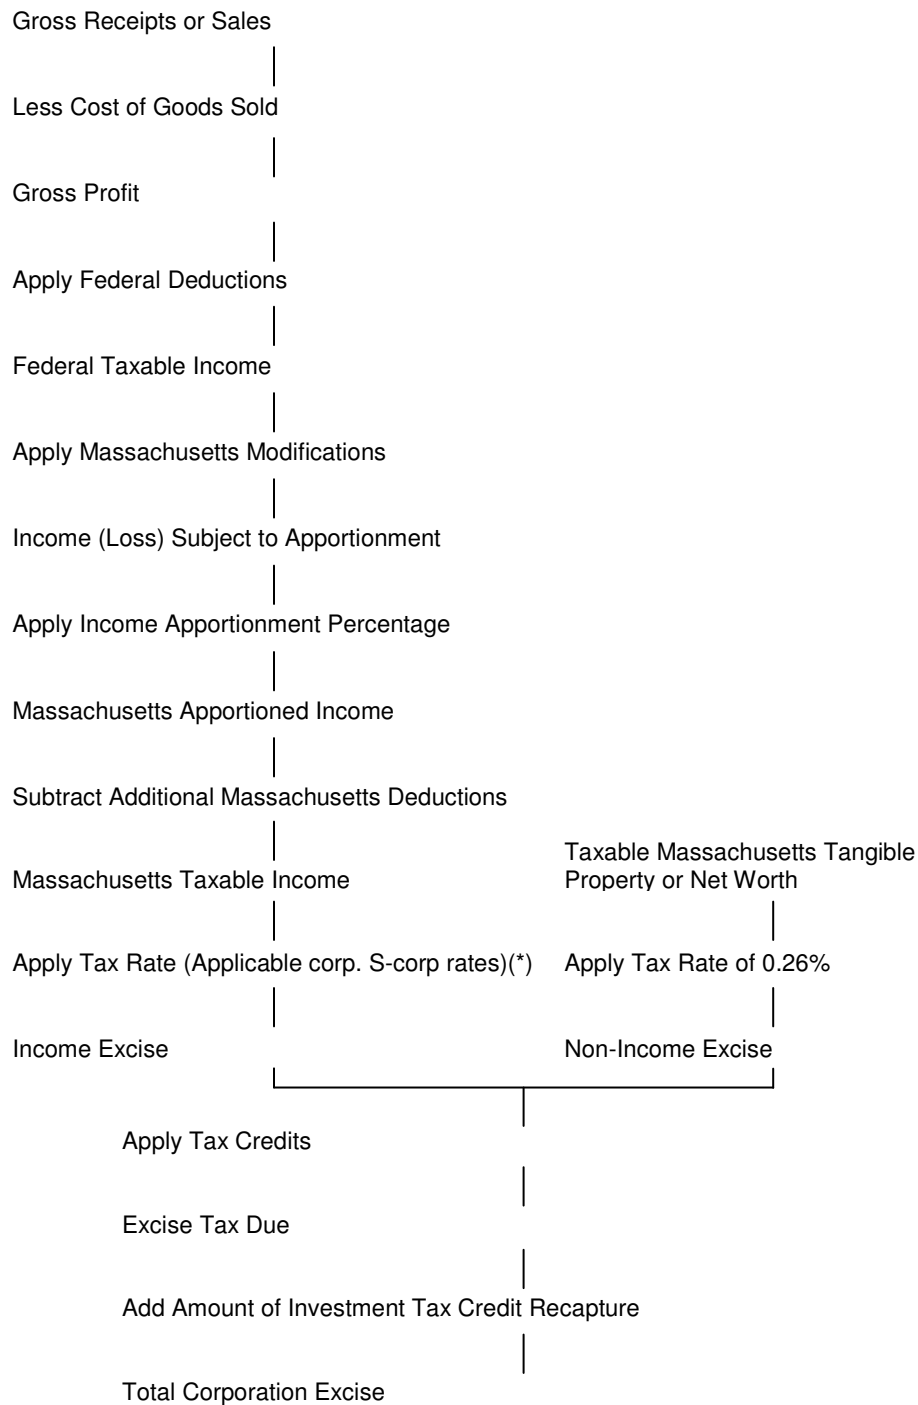 Gross Receipts or Sales
Less Cost of Goods Sold
Gross Profit
Apply Federal Deductions
Federal Taxable Income
Apply Massachusetts Modifications
Income (Loss) Subject to Apportionment
Apply Income Apportionment Percentage
Massachusetts Apportioned Income
Subtract Additional Massachusetts Deductions
Massachusetts Taxable Income
Taxable Massachusetts Tangible
Property or Net Worth
Apply Tax Rate (Applicable corp. S-corp rates)(*)
Apply Tax Rate of 0.26%
Income Excise
Non-Income Excise
Apply Tax Credits
Excise Tax Due
Add Amount of Investment Tax Credit Recapture
Total Corporation Excise